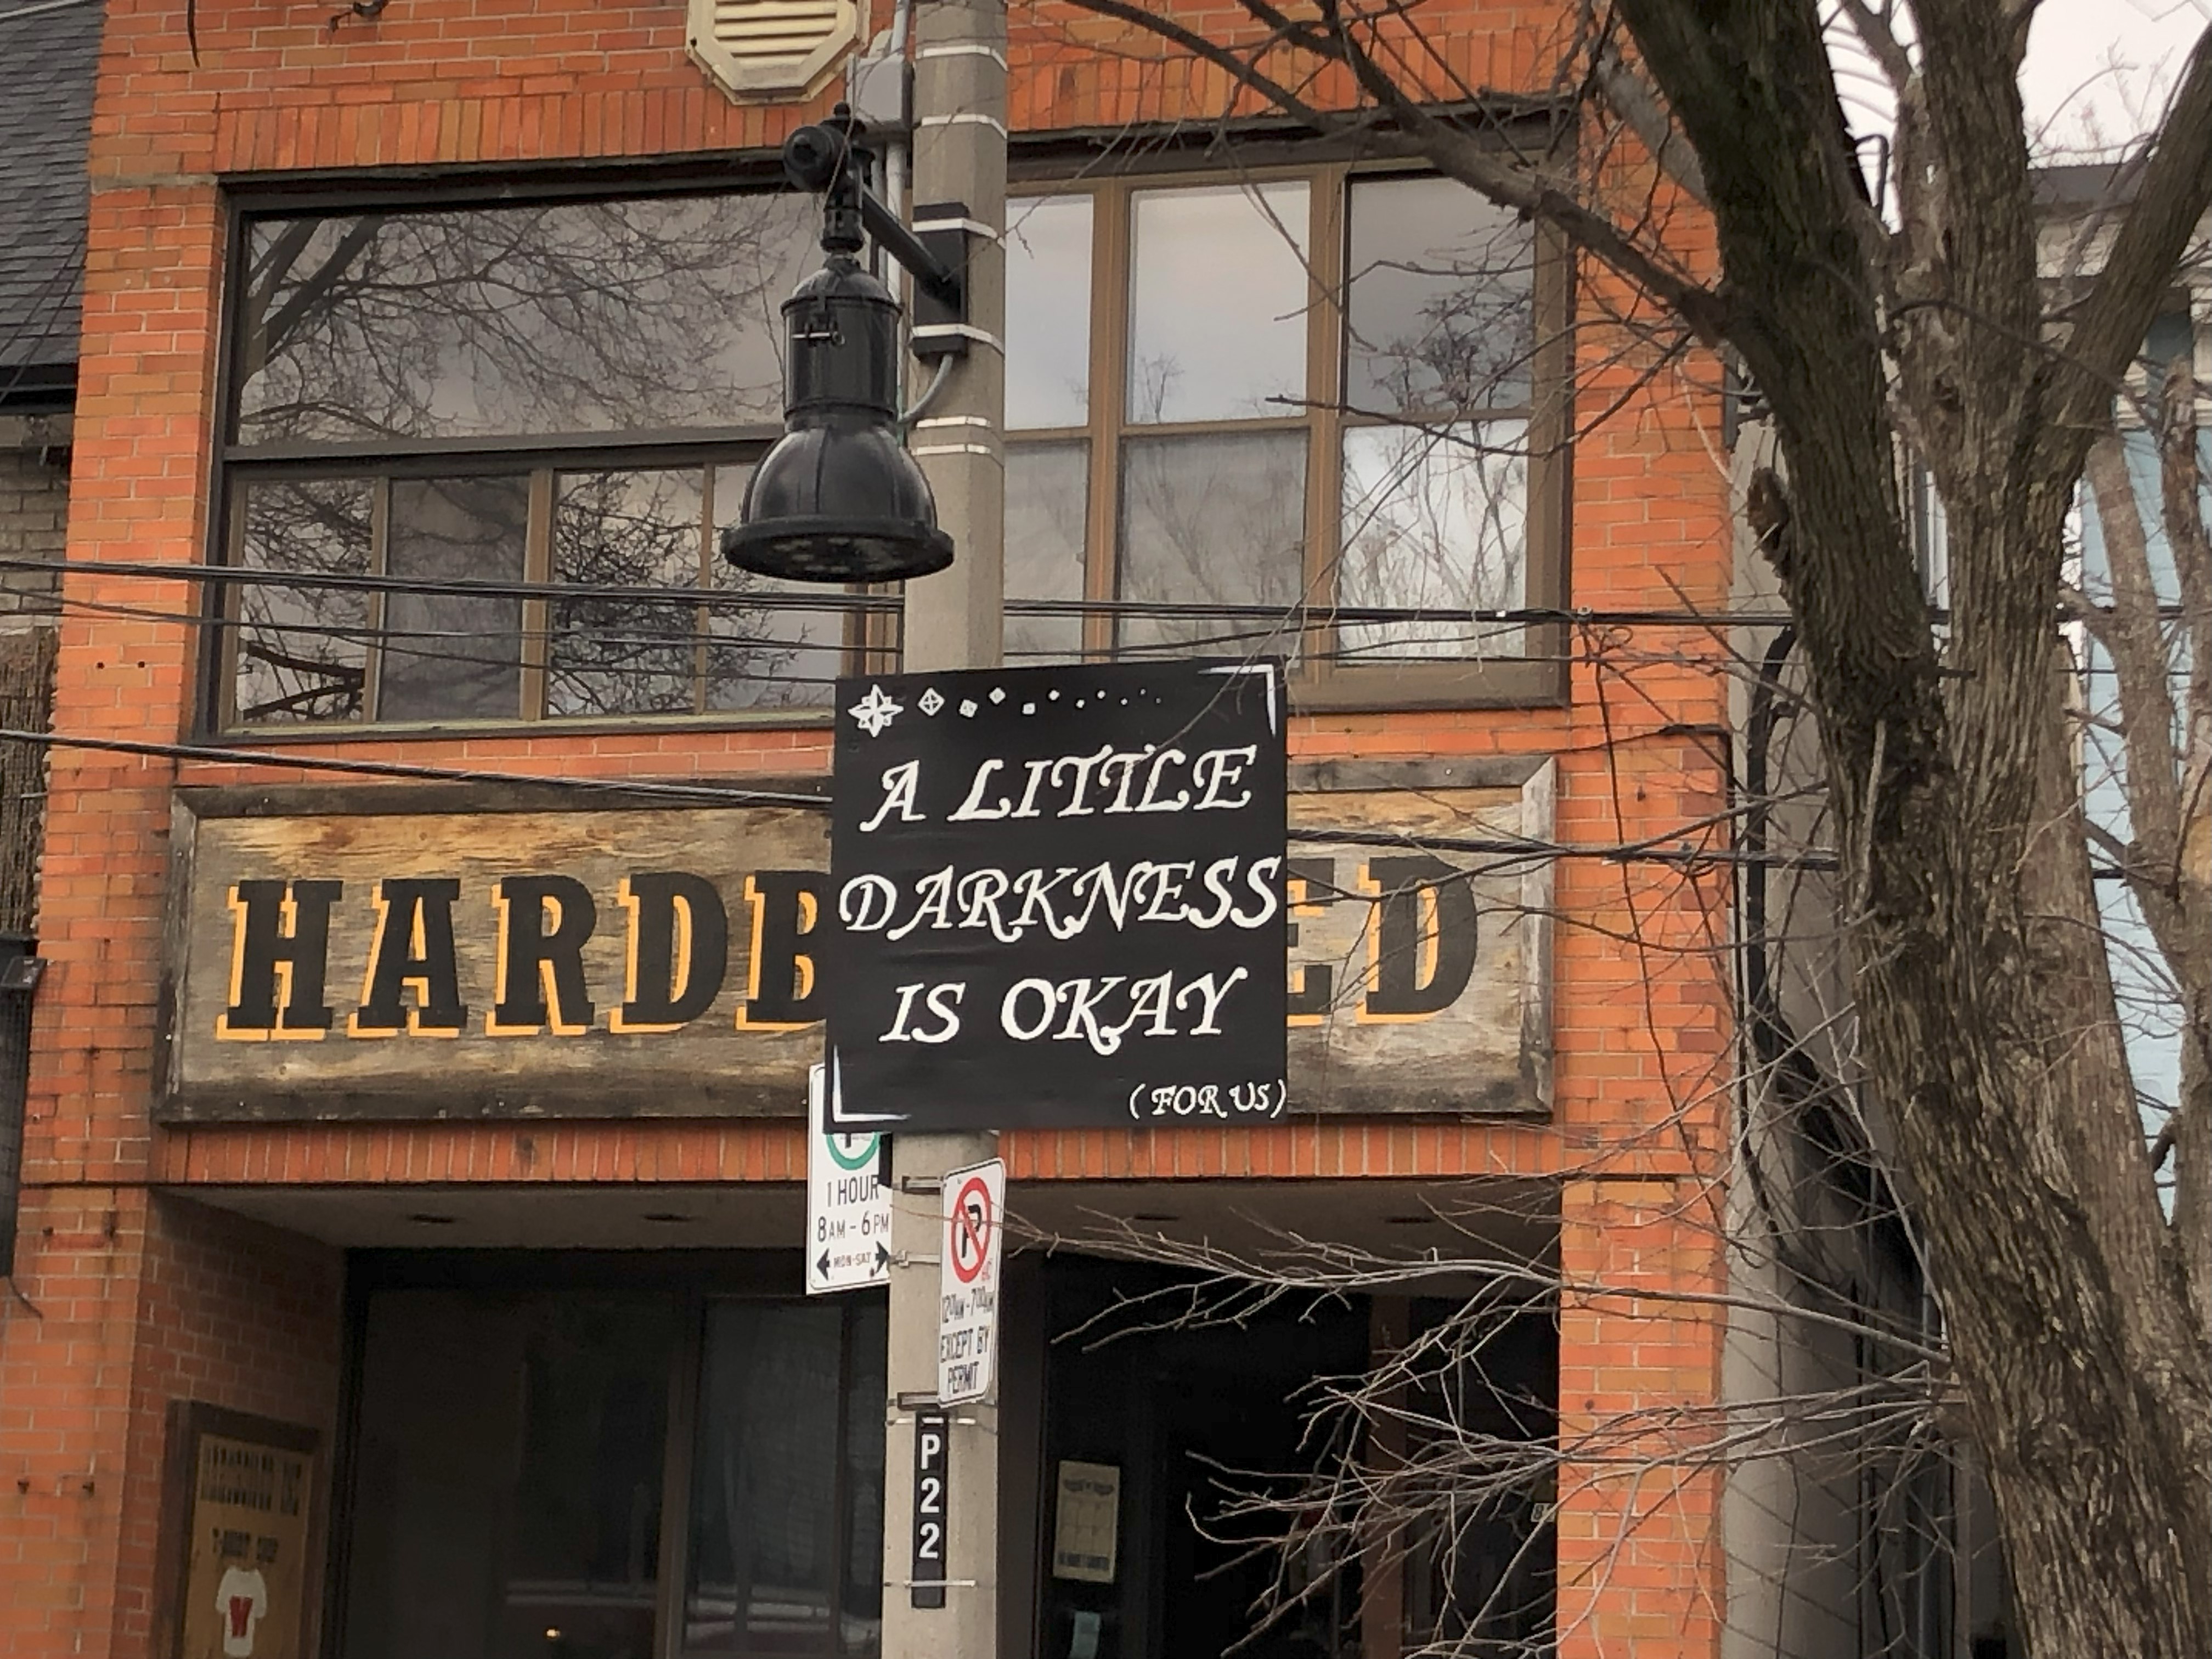 A LITTLE
DARKNESS
IS OKAY
(FOR US)
HARDB
ED
1 HOUR
8AM - 6PM
MON-SAT
EXCEPT BY
PERMIT
P22